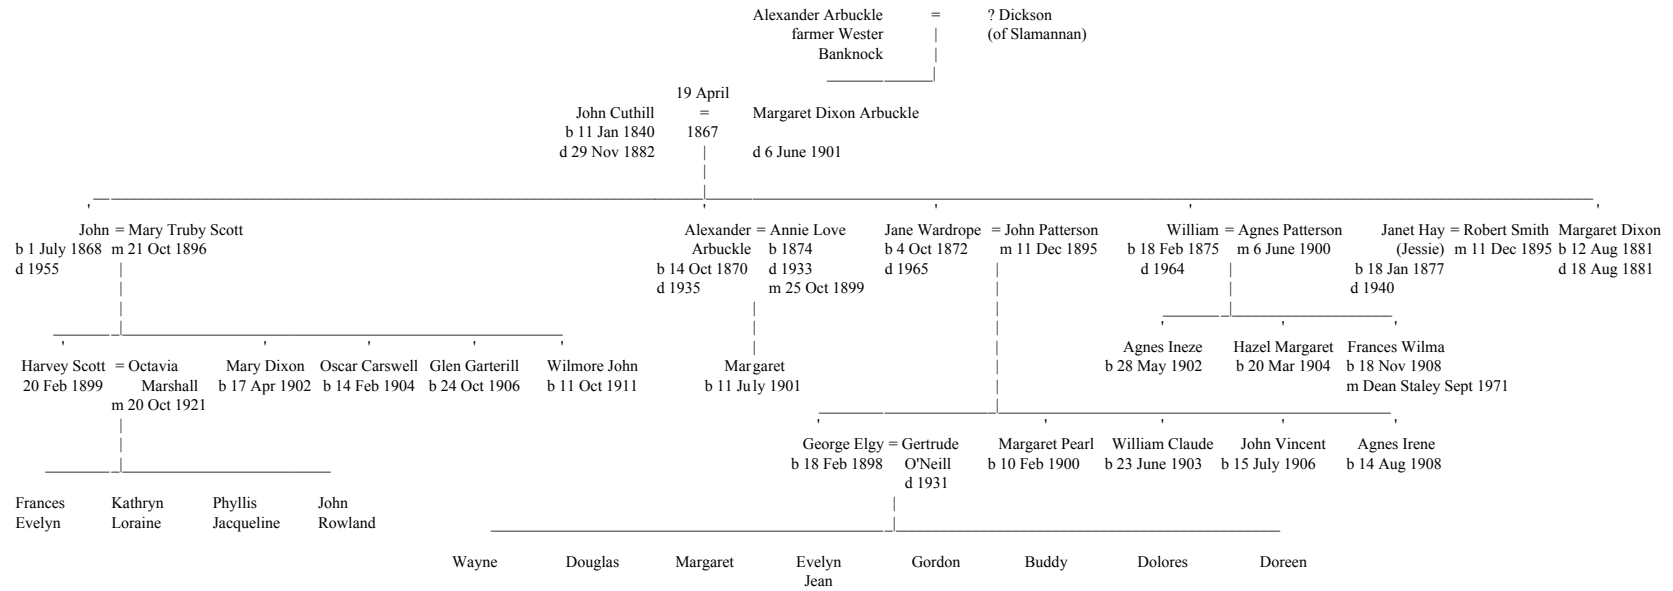 Alexander Arbuckle = ? Dickson
farmer Wester (of Slamannan)
Banknock
19 April
John Cuthill = Margaret Dixon Arbuckle
b 11 Jan 1840 1867
d 29 Nov 1882 d 6 June 1901
John = Mary Truby Scott Alexander = Annie Love Jane Wardrope = John Patterson William = Agnes Patterson Janet Hay = Robert Smith Margaret Dixon
b 1 July 1868 m 21 Oct 1896 Arbuckle b 1874 b 4 Oct 1872 m 11 Dec 1895 b 18 Feb 1875 m 6 June 1900 (Jessie) m 11 Dec 1895 b 12 Aug 1881
d 1955 b 14 Oct 1870 d 1933 d 1965 d 1964 b 18 Jan 1877 d 18 Aug 1881
d 1935 m 25 Oct 1899 d 1940
Agnes Ineze Hazel Margaret Frances Wilma
Harvey Scott = Octavia Mary Dixon Oscar Carswell Glen Garterill Wilmore John Margaret b 28 May 1902 b 20 Mar 1904 b 18 Nov 1908
20 Feb 1899 Marshall b 17 Apr 1902 b 14 Feb 1904 b 24 Oct 1906 b 11 Oct 1911 b 11 July 1901 m Dean Staley Sept 1971
m 20 Oct 1921
George Elgy = Gertrude Margaret Pearl William Claude John Vincent Agnes Irene
b 18 Feb 1898 O'Neill b 10 Feb 1900 b 23 June 1903 b 15 July 1906 b 14 Aug 1908
d 1931
Frances Kathryn Phyllis John
Evelyn Loraine Jacqueline Rowland
Wayne Douglas Margaret Evelyn Gordon Buddy Dolores Doreen
Jean